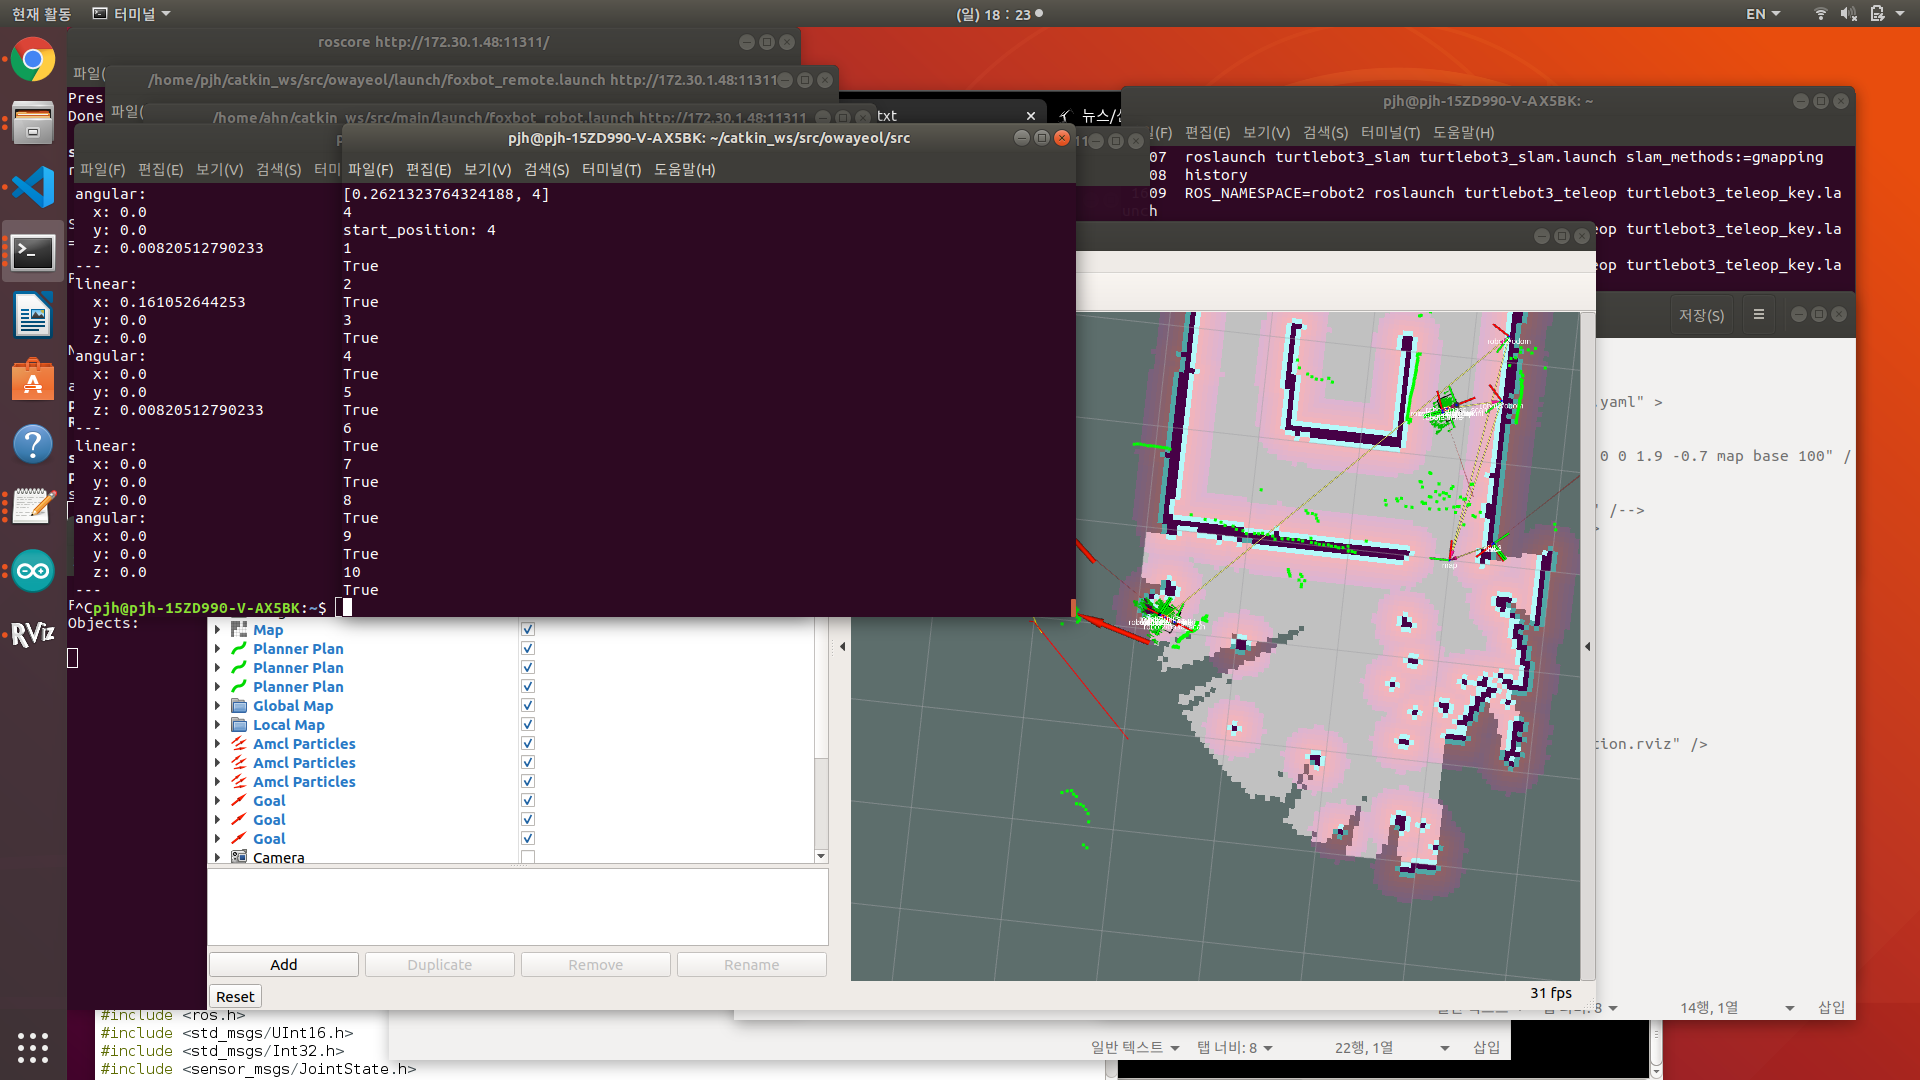 현재 활동
터미널
(일) 18 : 23
EN
roscore http://172.30.1.48:11311/
파일(
/home/pjh/catkin_ws/src/owayeol/launch/foxbot_remote.launch http://172.30.1.48:11311
파일(
/home/ahn/catkin_ws/src/main/launch/foxbot_robot.launch http://172.30.1.48:11311
Pres
Done
txt
뉴스/
pjh@pjh-15ZD990-V-AX5BK: ~
(F) 편집(E) 보기(V) 검색(S) 터미널(T) 도움말(H)
07 roslaunch turtlebot3_slam turtlebot3_slam.launch slam_methods:=gmapping
08 history
1609 ROS_NAMESPACE=robot2 roslaunch turtlebot3_teleop turtlebot3_teleop_key.la
unch
op turtlebot3_teleop_key.la
op turtlebot3_teleop_key.la
파일(F) 편집(E) 보기(V) 검색(S) 터미
angular:
x: 0.0
y: 0.0
z: 0.00820512790233
---
linear:
x: 0.161052644253
y: 0.0
z: 0.0
angular:
x: 0.0
y: 0.0
z: 0.00820512790233
---
linear:
x: 0.0
y: 0.0
z: 0.0
angular:
x: 0.0
y: 0.0
z: 0.0
---
^Cpjh@pjh-15ZD990-V-AX5BK:~$
Objects:
pjh@pjh-15ZD990-V-AX5BK: ~/catkin_ws/src/owayeol/src
파일(F) 편집(E) 보기(V) 검색(S) 터미널(T) 도움말(H)
[0.2621323764324188, 4]
4
start_position: 4
1
True
2
True
3
True
4
True
5
True
6
True
7
True
8
True
9
True
10
True
저장(S)
.yaml" >
0 0 1.9 -0.7 map base 100" /
" /-->
tion.rviz" />
map
RViz
Map
Planner Plan
Planner Plan
Planner Plan
Global Map
Local Map
Amcl Particles
Amcl Particles
Amcl Particles
Goal
Goal
Goal
Camera
Add
Duplicate
Remove
Rename
Reset
31 fps
14행, 1열
삽입
#include <ros.h>
#include <std_msgs/UInt16.h>
#include <std_msgs/Int32.h>
#include <sensor_msgs/JointState.h>
일반 텍스트
탭 너비: 8
22행, 1열
삽입